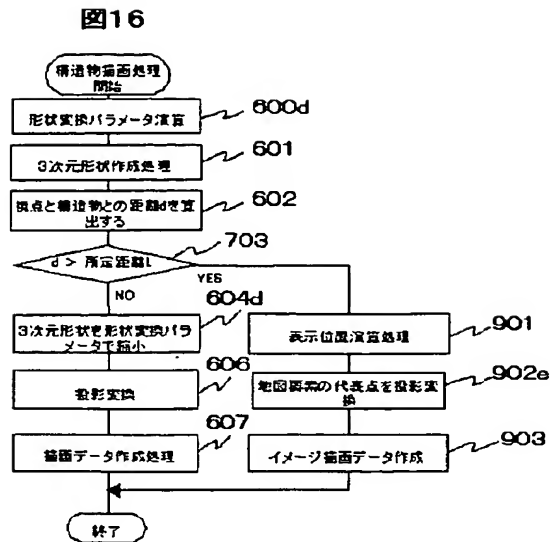 図16
構造物描画処理
開始
形状変換パラメータ演算
600d
3次元形状作成処理
601
視点と構造物との距離dを算
出する
602
d > 所定距離l
703
YES
NO
3次元形状を形状変換パラ
メータで縮小
604d
表示位置演算処理
901
投影変換
606
地図要素の代表点を投影変
換
902e
描画データ作成処理
607
イメージ描画データ作成
903
終了